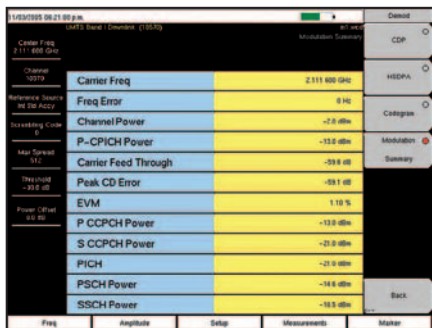 11/03/2005 08:21:00 p.m.
UMTS Band I Downlink (10570)
Modulation Summary
Carrier Freq
2.111 600 GHz
Channel
Reference Source
Int Std Accy
Scrambling Code
0
Max Spread
512
Threshold
-30.0 dB
Power Offset
0.0 dB
Carrier Freq 2.111 600 GHz
Freq Error 0 Hz
Channel Power -2.0 dBm
P-CPICH Power -13.0 dBm
Carrier Feed Through -59.6 dB
Peak CD Error -59.1 dB
EVM 1.10 %
P CCPCH Power -13.0 dBm
S CCPCH Power -21.0 dBm
PICH -21.0 dBm
PSCH Power -14.6 dBm
SSCH Power -16.5 dBm
Demod
CDP
HSDPA
Codogram
Modulation
Summary
Back
Freq Amplitude Setup Measurements Marker